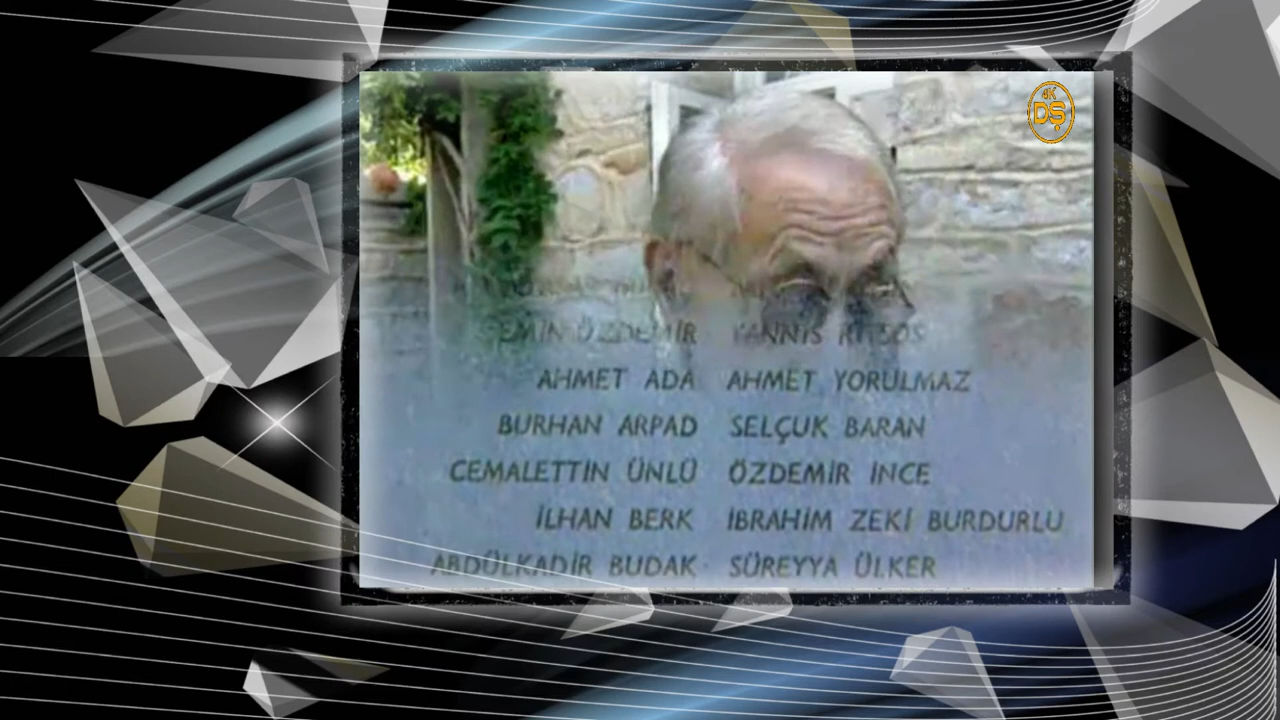 4K
DŞ
EMİN ÖZDEMİR YANNİS RİTSOS
AHMET ADA AHMET YORULMAZ
BURHAN ARPAD SELÇUK BARAN
CEMALETTİN ÜNLÜ ÖZDEMİR İNCE
İLHAN BERK İBRAHİM ZEKİ BURDURLU
ABDÜLKADİR BUDAK SÜREYYA ÜLKER